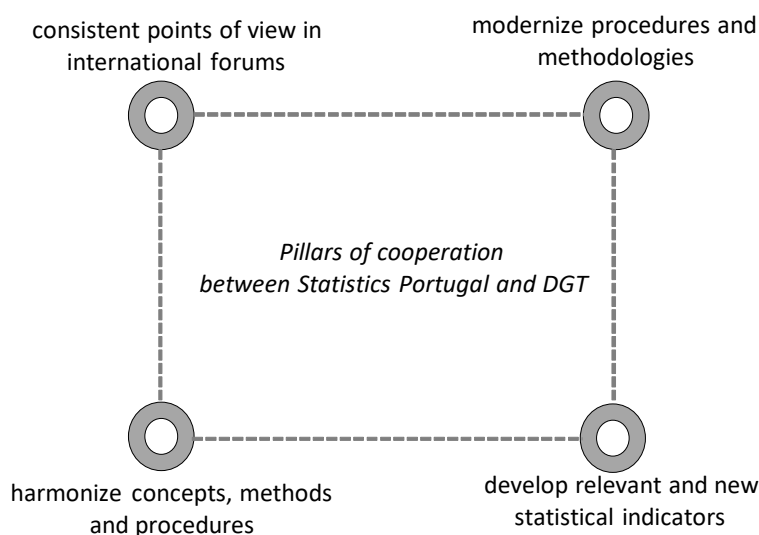 consistent points of view in
international forums
modernize procedures and
methodologies
Pillars of cooperation
between Statistics Portugal and DGT
harmonize concepts, methods
and procedures
develop relevant and new
statistical indicators